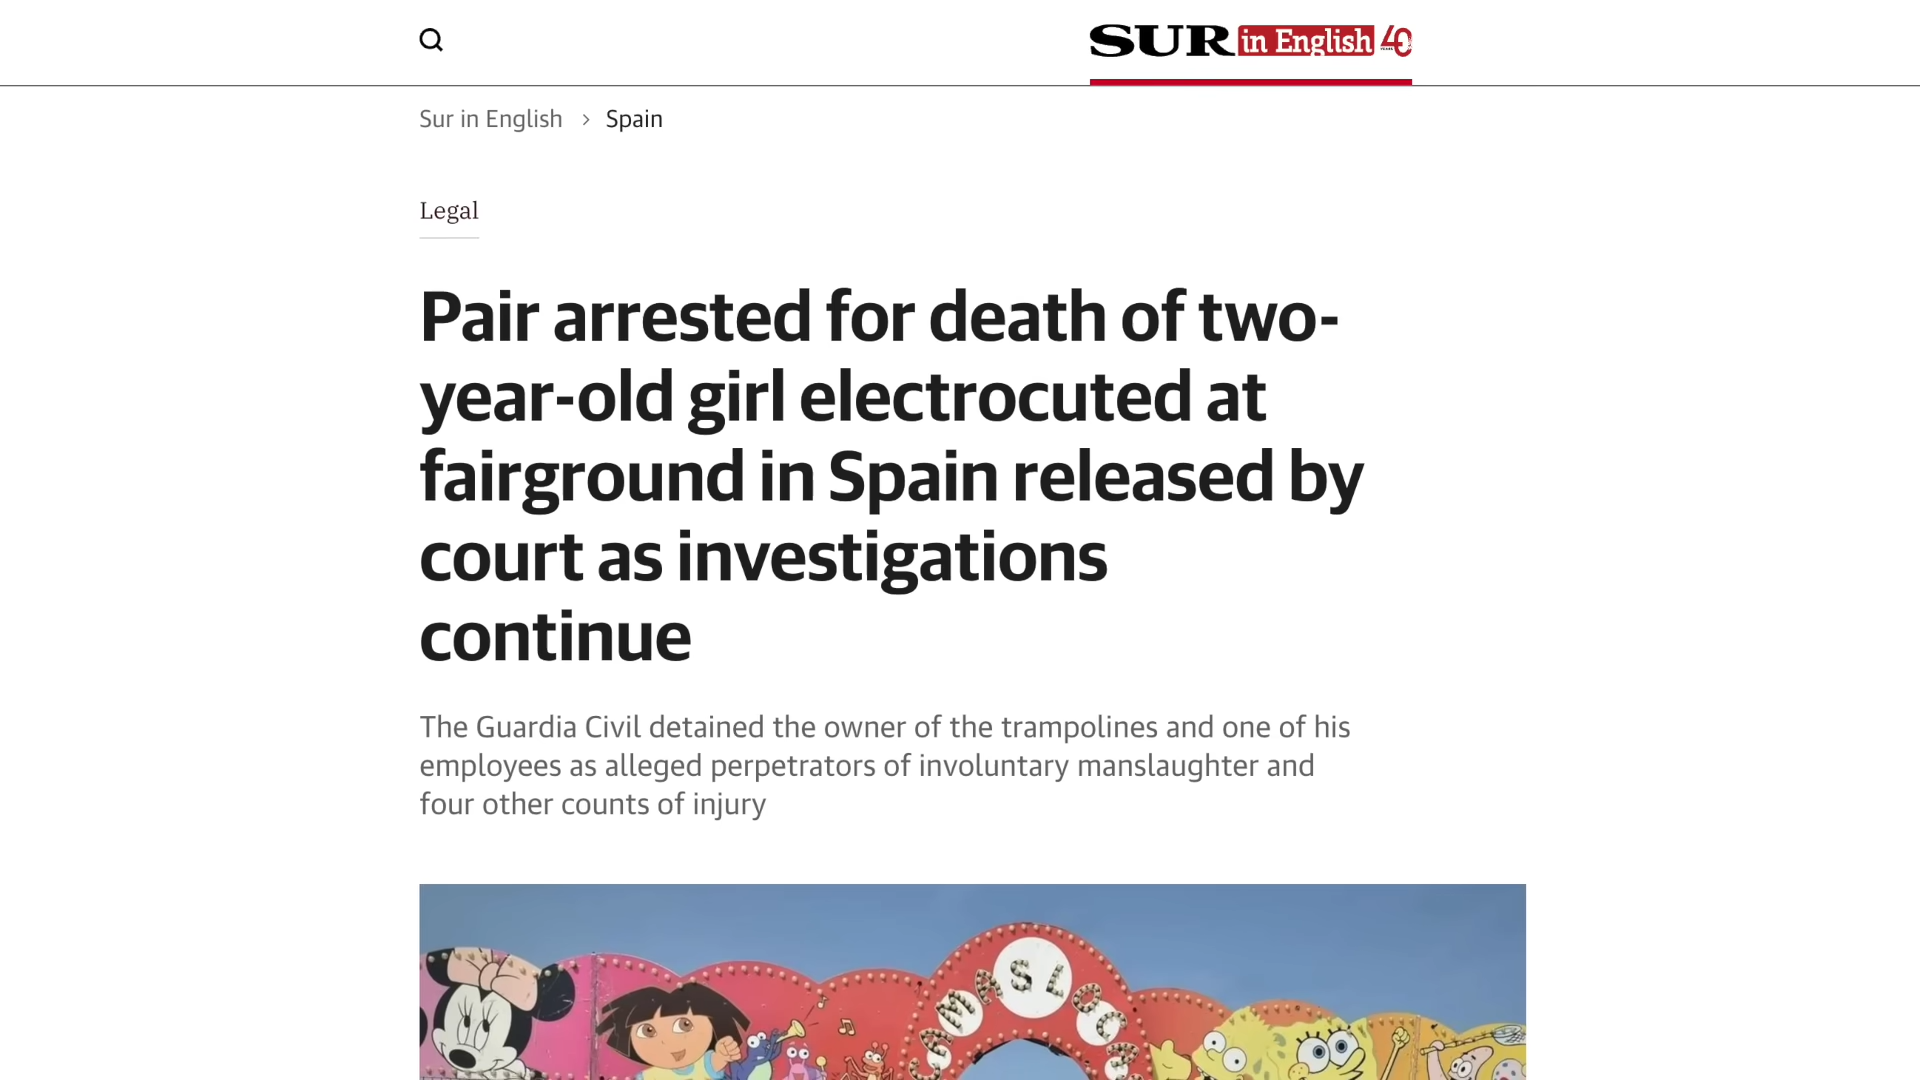 SUR in English 40
Sur in English > Spain
Legal
Pair arrested for death of two-
year-old girl electrocuted at
fairground in Spain released by
court as investigations
continue
The Guardia Civil detained the owner of the trampolines and one of his
employees as alleged perpetrators of involuntary manslaughter and
four other counts of injury